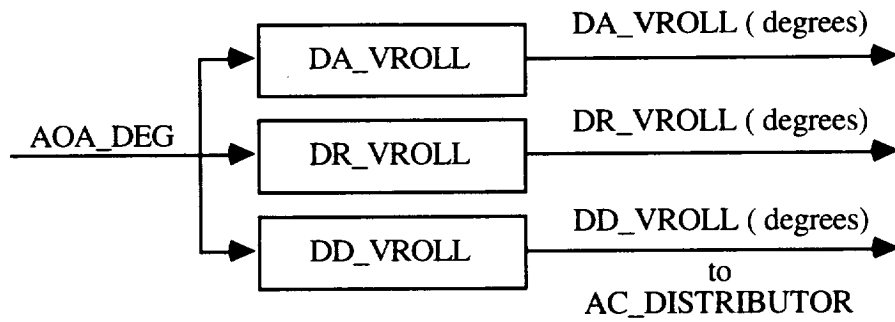 DA_VROLL
DA_VROLL ( degrees)
AOA_DEG
DR_VROLL
DR_VROLL ( degrees)
DD_VROLL
DD_VROLL ( degrees)
to
AC_DISTRIBUTOR